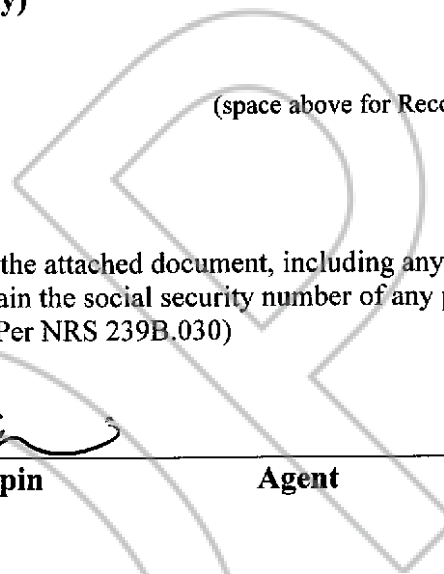 y)
(space above for Reco
the attached document, including any
ain the social security number of any p
Per NRS 239B.030)
pin Agent